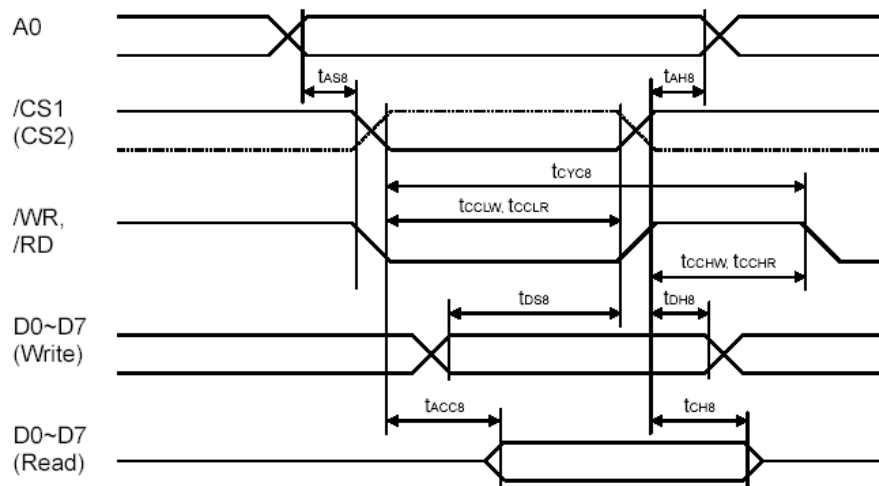 A0
tAS8
tAH8
/CS1
(CS2)
tCYC8
tCCLW, tCCLR
/WR,
/RD
tCCHW, tCCHR
tDS8
tDH8
D0~D7
(Write)
tACC8
tCH8
D0~D7
(Read)